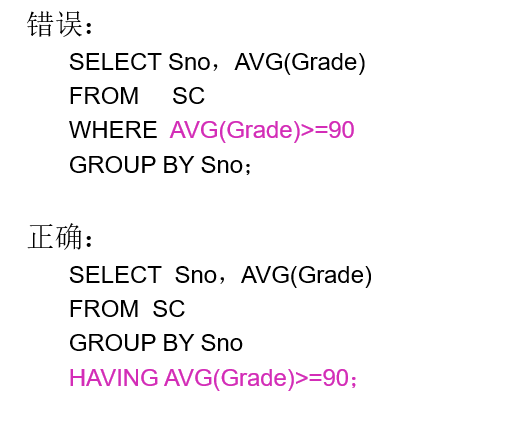 错误：
SELECT Sno，AVG(Grade)
FROM SC
WHERE AVG(Grade)>=90
GROUP BY Sno；
正确：
SELECT Sno，AVG(Grade)
FROM SC
GROUP BY Sno
HAVING AVG(Grade)>=90；